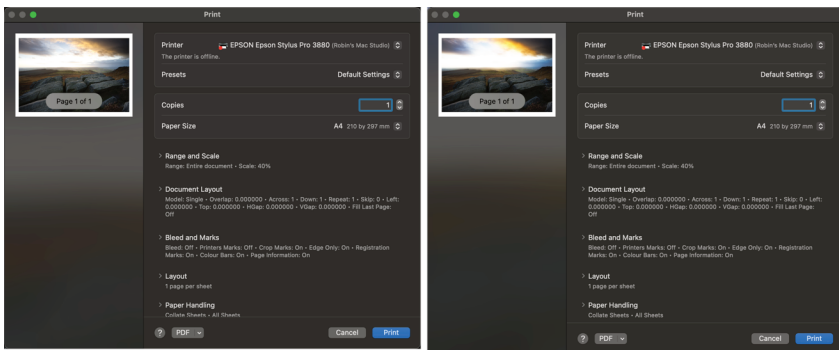 Print
Printer EPSON Epson Stylus Pro 3880 (Robin's Mac Studio)
The printer is offline.
Presets Default Settings
Page 1 of 1
Copies 1
Paper Size A4 210 by 297 mm
> Range and Scale
Range: Entire document • Scale: 40%
> Document Layout
Model: Single • Overlap: 0.000000 • Across: 1 • Down: 1 • Repeat: 1 • Skip: 0 • Left:
0.000000 • Top: 0.000000 • HGap: 0.000000 • VGap: 0.000000 • Fill Last Page:
Off
> Bleed and Marks
Bleed: Off • Printers Marks: Off • Crop Marks: On • Edge Only: On • Registration
Marks: On • Colour Bars: On • Page Information: On
> Layout
1 page per sheet
> Paper Handling
Collate Sheets • All Sheets
? PDF Cancel Print
Print
Printer EPSON Epson Stylus Pro 3880 (Robin's Mac Studio)
The printer is offline.
Presets Default Settings
Page 1 of 1
Copies 1
Paper Size A4 210 by 297 mm
> Range and Scale
Range: Entire document • Scale: 40%
> Document Layout
Model: Single • Overlap: 0.000000 • Across: 1 • Down: 1 • Repeat: 1 • Skip: 0 • Left:
0.000000 • Top: 0.000000 • HGap: 0.000000 • VGap: 0.000000 • Fill Last Page:
Off
> Bleed and Marks
Bleed: Off • Printers Marks: Off • Crop Marks: On • Edge Only: On • Registration
Marks: On • Colour Bars: On • Page Information: On
> Layout
1 page per sheet
> Paper Handling
Collate Sheets • All Sheets
? PDF Cancel Print